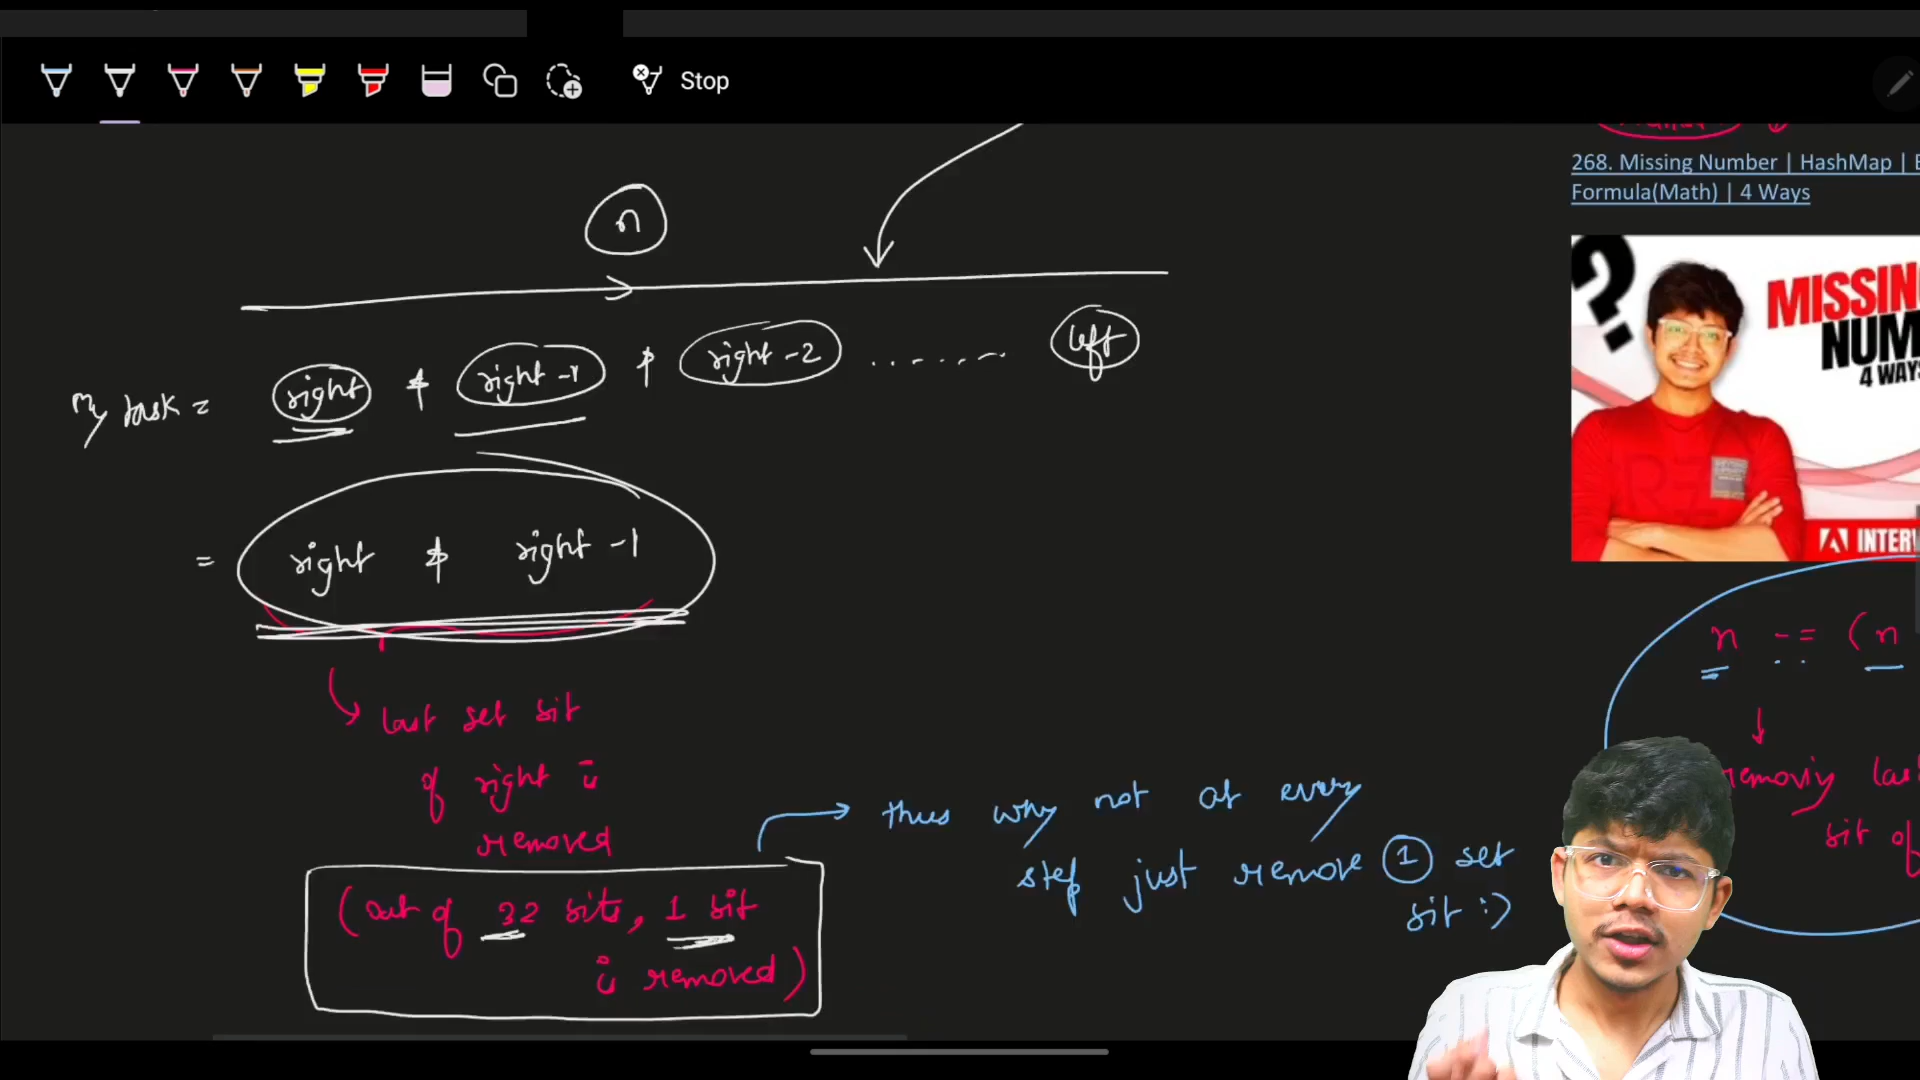 Stop
268. Missing Number | HashMap |
Formula(Math) | 4 Ways
MISSIN
NUM
4 WAYS
INTER
n
My task = right & right -1 & right -2 ....... left
= right & right -1
last set bit
of right is
removed
(out of 32 bits, 1 bit
is removed)
thus why not at every
step just remove 1 set
bit :)
n -= (n
removing las
bit of